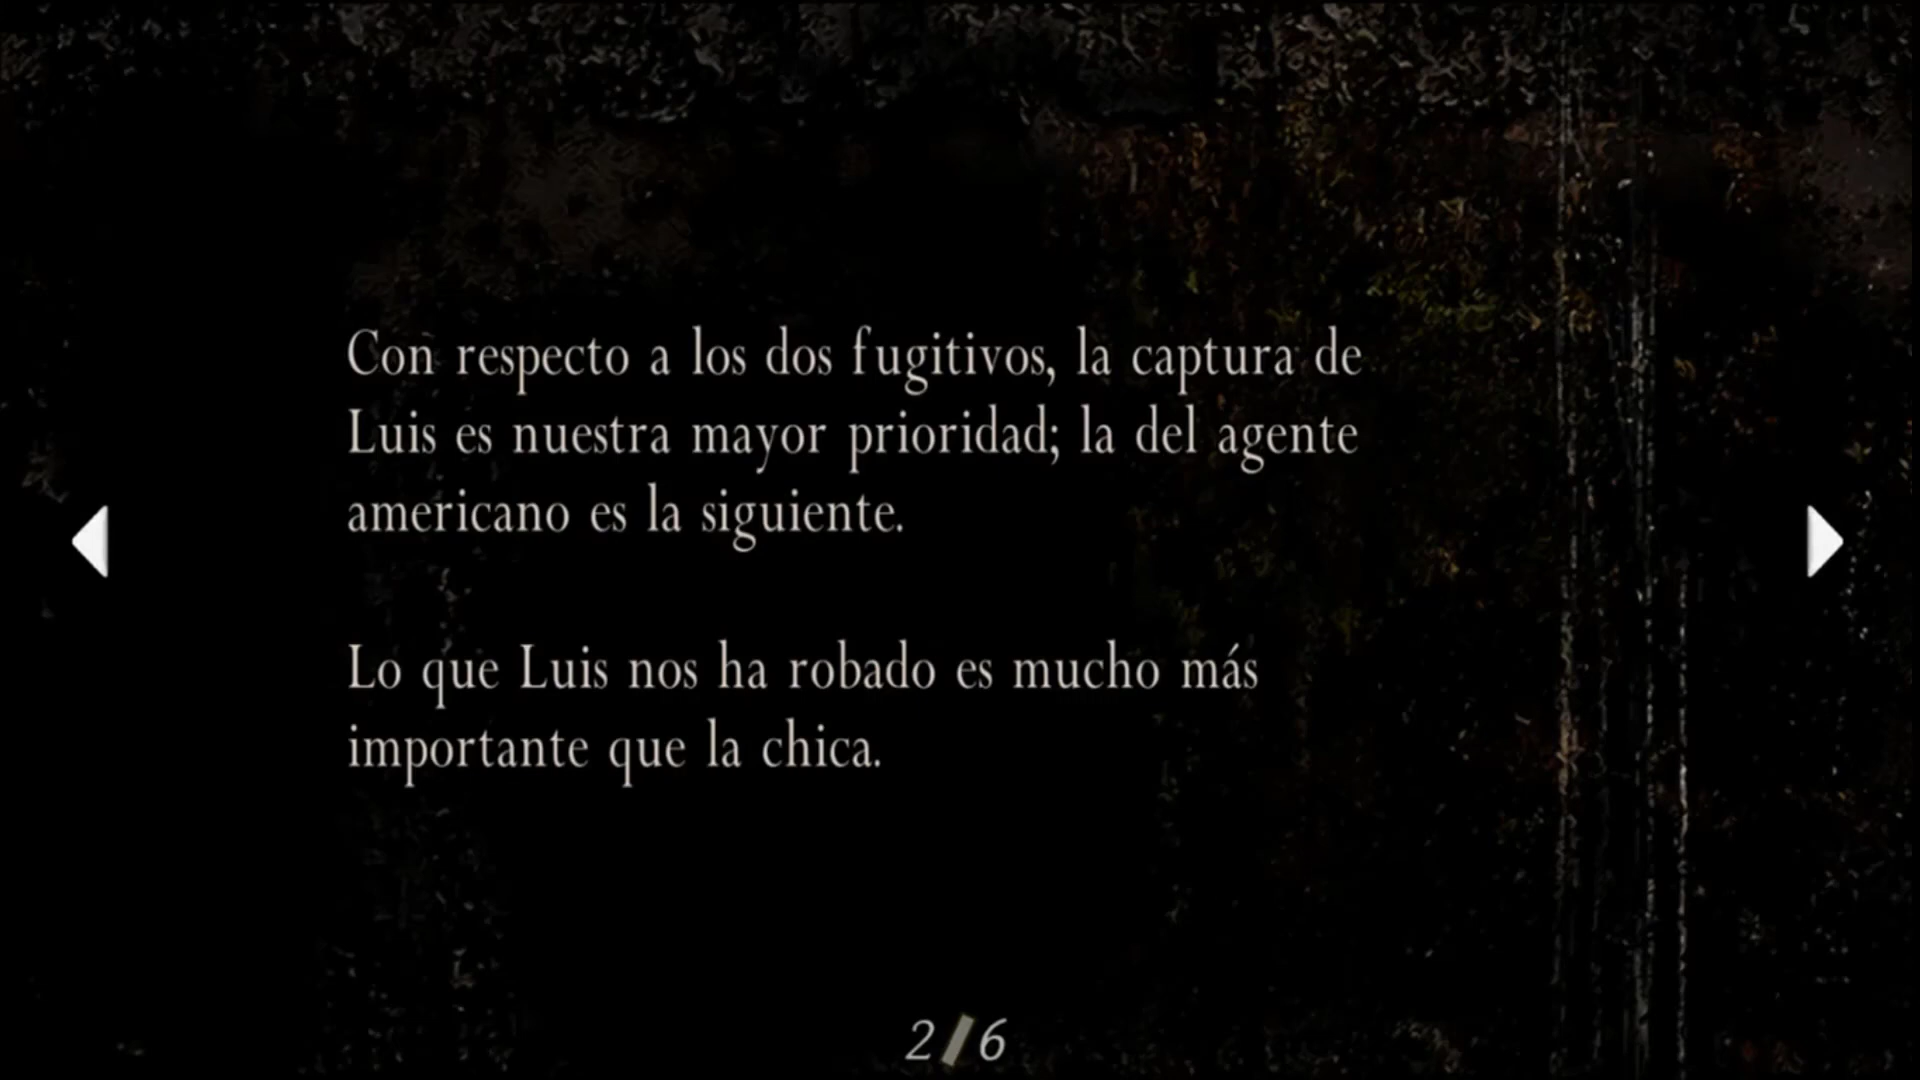 Con respecto a los dos fugitivos, la captura de
Luis es nuestra mayor prioridad; la del agente
americano es la siguiente.
Lo que Luis nos ha robado es mucho más
importante que la chica.
2/6